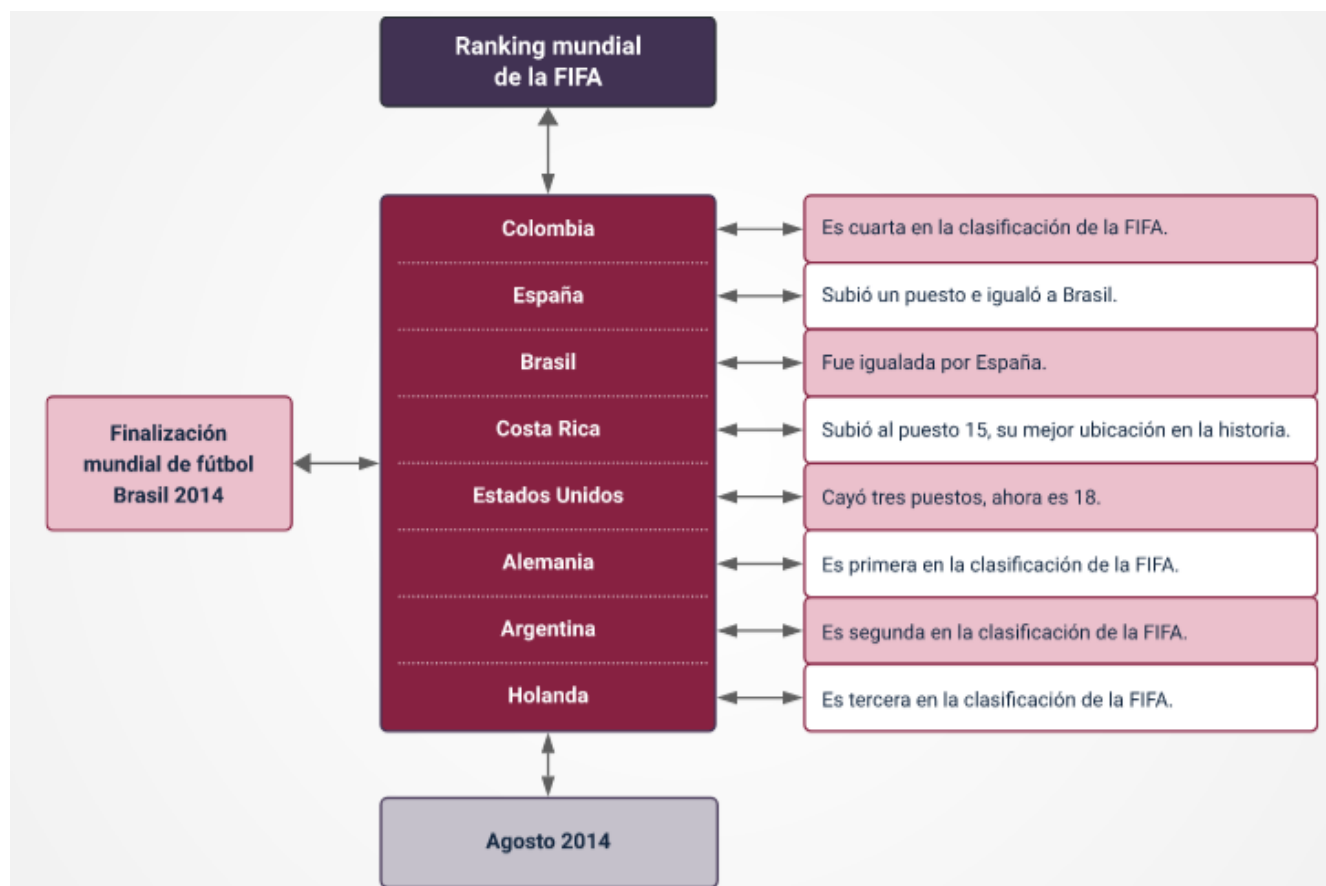 Ranking mundial
de la FIFA
Colombia
Es cuarta en la clasificación de la FIFA.
España
Subió un puesto e igualó a Brasil.
Brasil
Fue igualada por España.
Costa Rica
Subió al puesto 15, su mejor ubicación en la historia.
Estados Unidos
Cayó tres puestos, ahora es 18.
Alemania
Es primera en la clasificación de la FIFA.
Argentina
Es segunda en la clasificación de la FIFA.
Holanda
Es tercera en la clasificación de la FIFA.
Finalización
mundial de fútbol
Brasil 2014
Agosto 2014